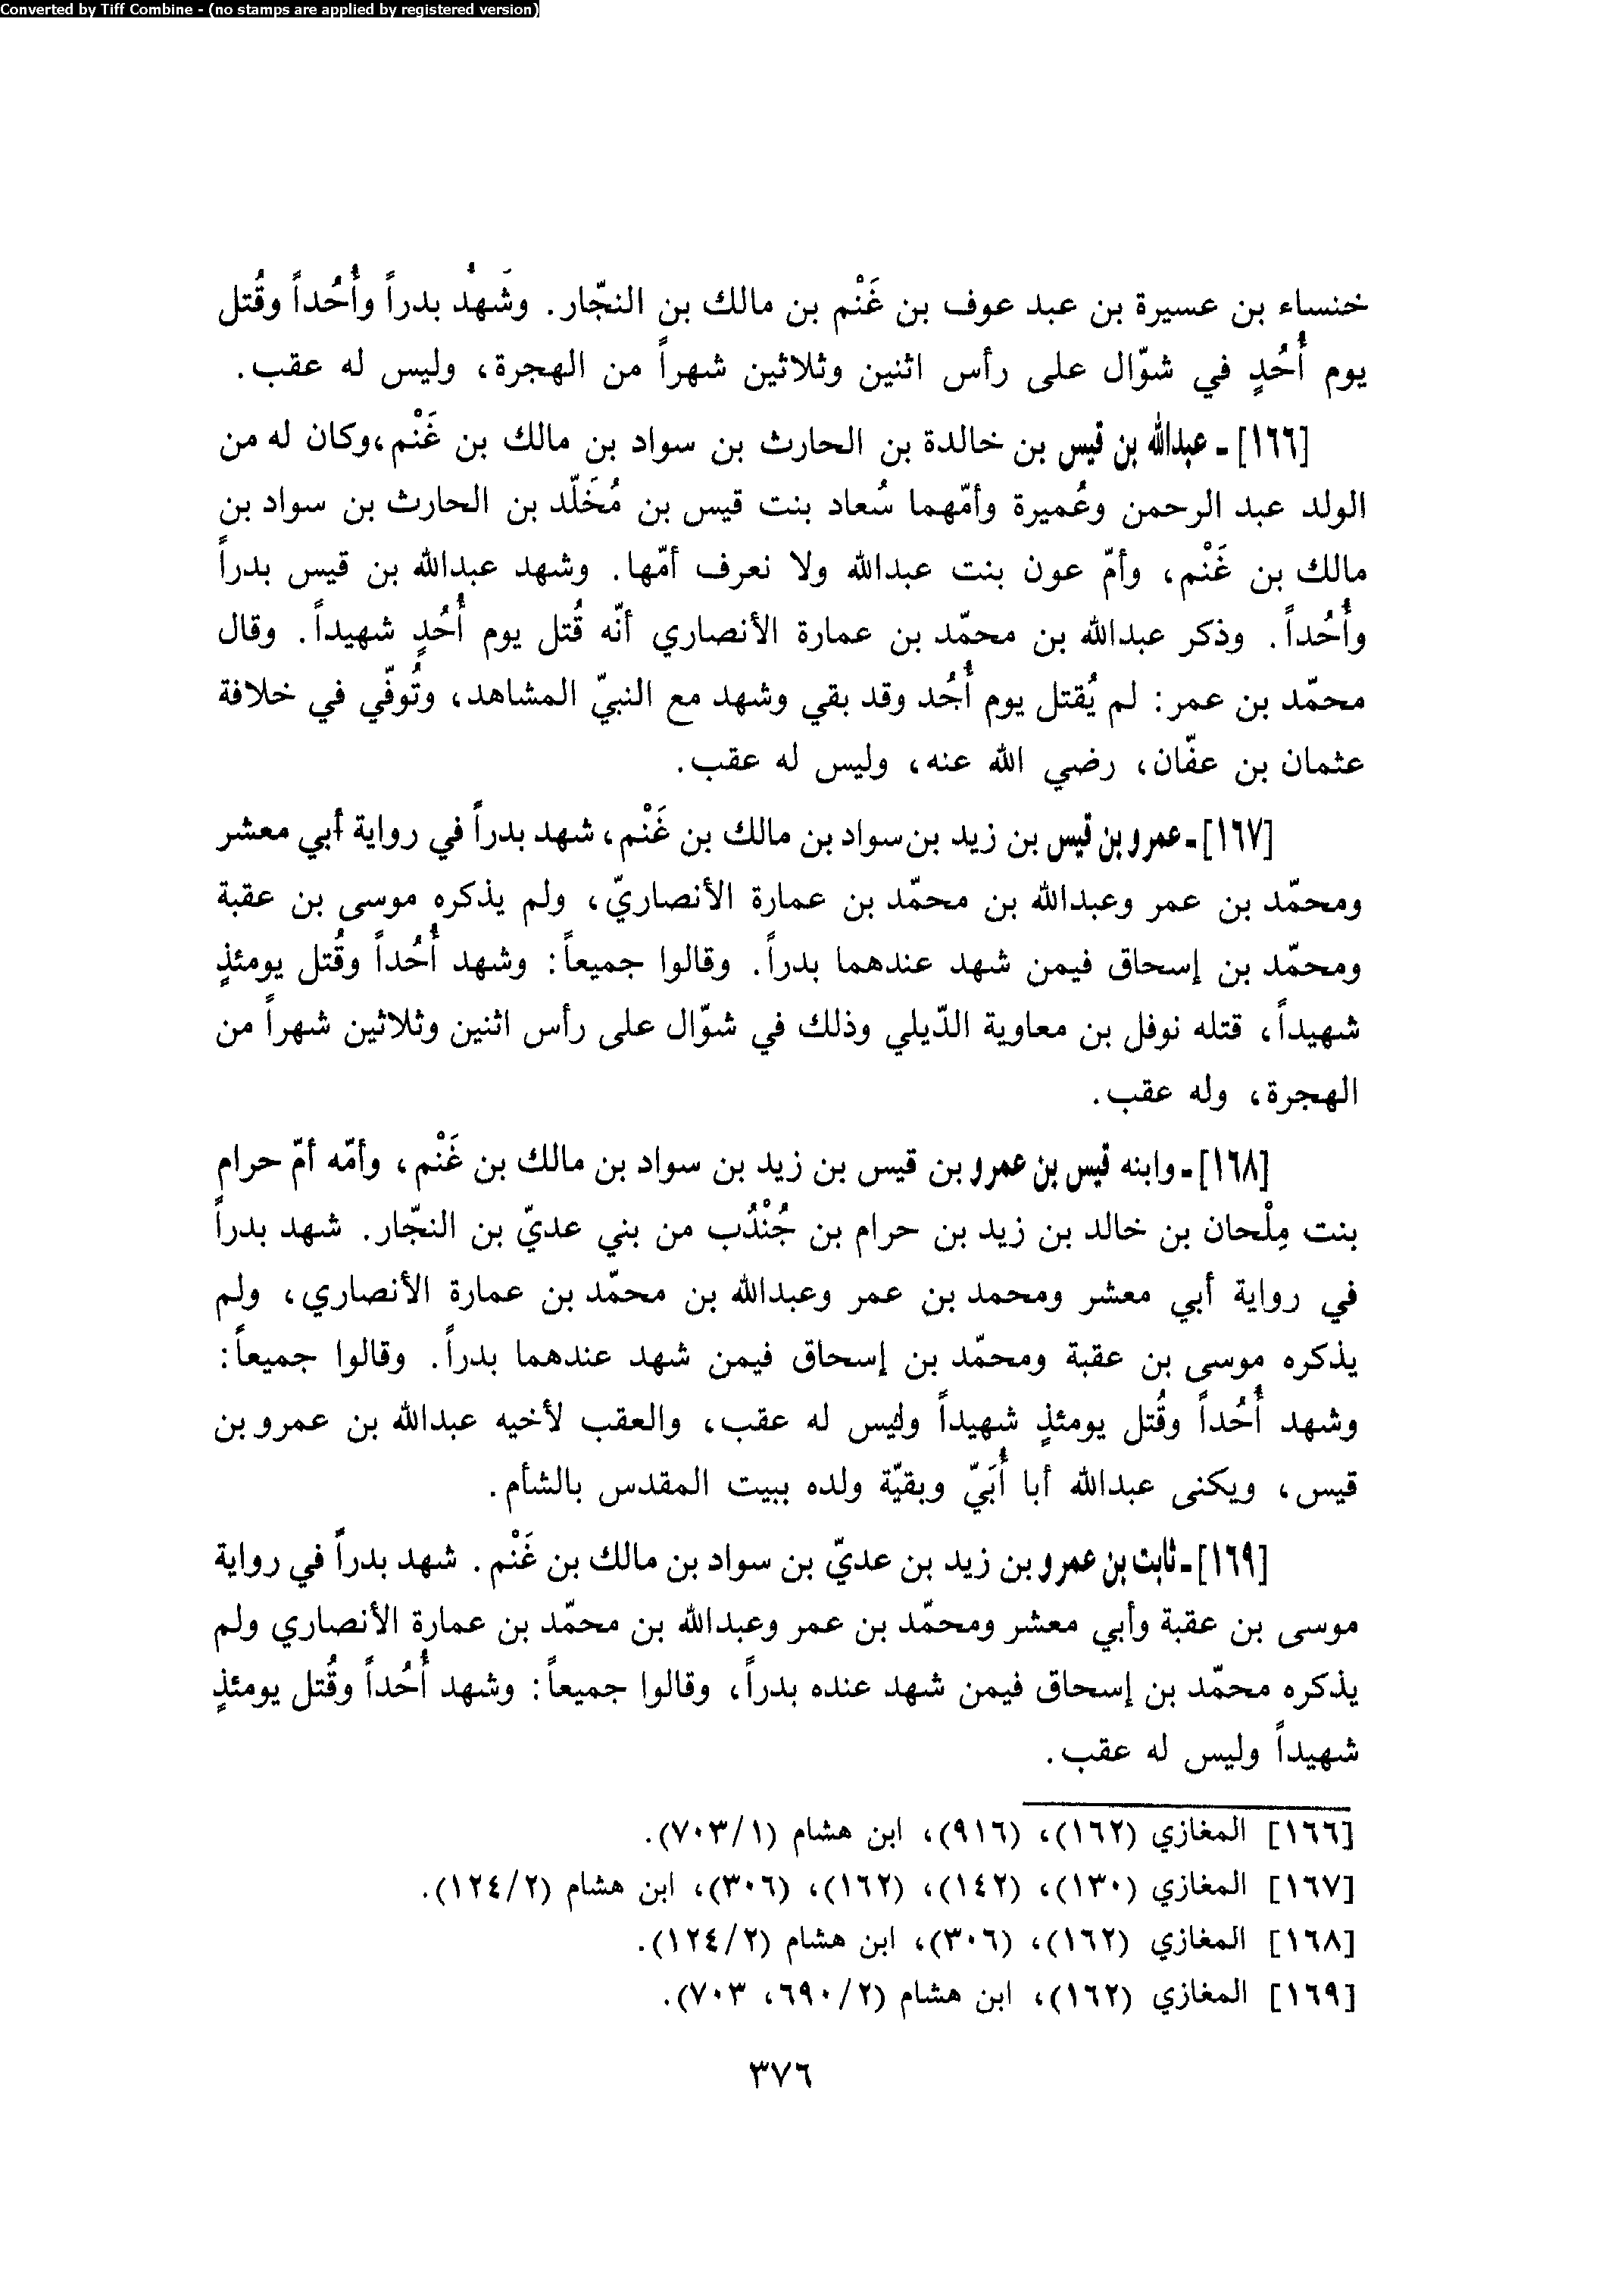 Converted by Tiff Combine - (no stamps are applied by registered version)
خنساء بن عسيرة بن عبد عوف بن غَنْم بن مالك بن النجّار. وشَهدُ بدراً وأُحُداً وقُتل
يوم أُحُدٍ في شوّال على رأس اثنين وثلاثين شهراً من الهجرة، وليس له عقب.
[١٦٦] - عبدالله بن قيس بن خالدة بن الحارث بن سواد بن مالك بن غَنْم، وكان له من
الولد عبد الرحمن وعُميرة وأمّهما سُعاد بنت قيس بن مُخَلّد بن الحارث بن سواد بن
مالك بن غَنْم، وأمّ عون بنت عبدالله ولا نعرف أمّها. وشهد عبدالله بن قيس بدراً
وأُحُداً. وذكر عبدالله بن محمّد بن عمارة الأنصاري أنّه قُتل يوم أُحُدٍ شهيداً. وقال
محمّد بن عمر: لم يُقتل يوم أُحُد وقد بقي وشهد مع النبيّ المشاهد، وتُوفّي في خلافة
عثمان بن عفّان، رضي الله عنه، وليس له عقب.
[١٦٧] - عمرو بن قيس بن زيد بن سواد بن مالك بن غَنْم، شهد بدراً في رواية أبي معشر
ومحمّد بن عمر وعبدالله بن محمّد بن عمارة الأنصاريّ، ولم يذكره موسى بن عقبة
ومحمّد بن إسحاق فيمن شهد عندهما بدراً. وقالوا جميعاً: وشهد أُحُداً وقُتل يومئذٍ
شهيداً، قتله نوفل بن معاوية الدّيلي وذلك في شوّال على رأس اثنين وثلاثين شهراً من
الهجرة، وله عقب.
[١٦٨] - وابنه قيس بن عمرو بن قيس بن زيد بن سواد بن مالك بن غَنْم، وأمّه أمّ حرام
بنت مِلْحان بن خالد بن زيد بن حرام بن جُنْدُب من بني عديّ بن النجّار. شهد بدراً
في رواية أبي معشر ومحمد بن عمر وعبدالله بن محمّد بن عمارة الأنصاري، ولم
يذكره موسى بن عقبة ومحمّد بن إسحاق فيمن شهد عندهما بدراً. وقالوا جميعاً:
وشهد أُحُداً وقُتل يومئذٍ شهيداً وليس له عقب، والعقب لأخيه عبدالله بن عمرو بن
قيس، ويكنى عبدالله أبا أُبَيّ وبقيّة ولده ببيت المقدس بالشأم.
[١٦٩] - ثابت بن عمرو بن زيد بن عديّ بن سواد بن مالك بن غَنْم. شهد بدراً في رواية
موسى بن عقبة وأبي معشر ومحمّد بن عمر وعبدالله بن محمّد بن عمارة الأنصاري ولم
يذكره محمّد بن إسحاق فيمن شهد عنده بدراً، وقالوا جميعاً: وشهد أُحُداً وقُتل يومئذٍ
شهيداً وليس له عقب.
[١٦٦] المغازي (١٦٢)، (٩١٦)، ابن هشام (٧٠٣/١).
[١٦٧] المغازي (١٣٠)، (١٤٢)، (١٦٢)، (٣٠٦)، ابن هشام (١٢٤/٢).
[١٦٨] المغازي (١٦٢)، (٣٠٦)، ابن هشام (١٢٤/٢).
[١٦٩] المغازي (١٦٢)، ابن هشام (٦٩٠/٢، ٧٠٣).
٣٧٦